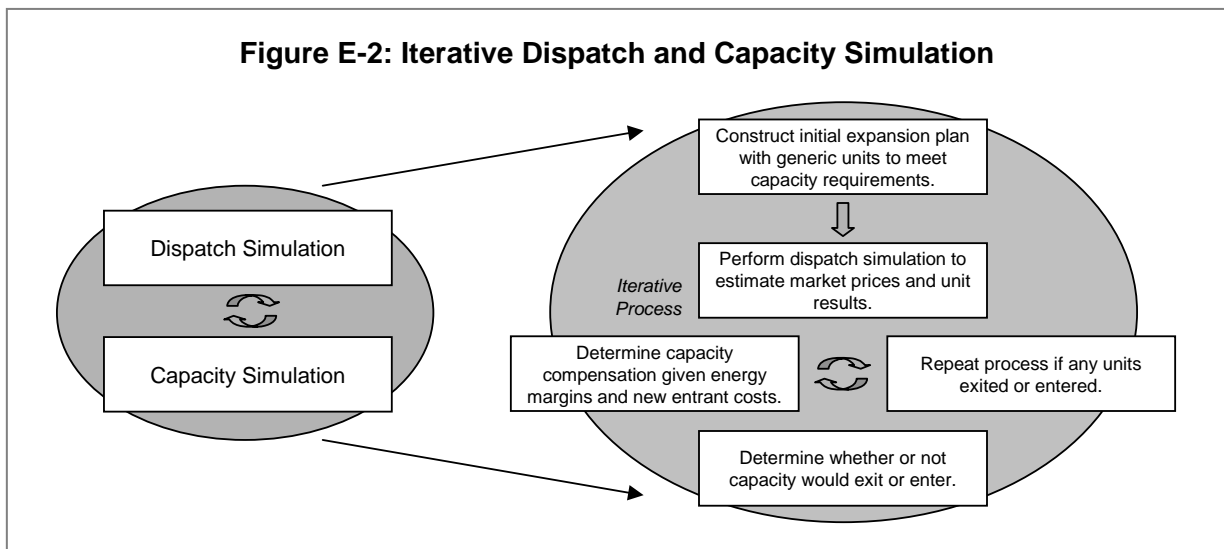 Figure E-2: Iterative Dispatch and Capacity Simulation
Dispatch Simulation
Capacity Simulation
Construct initial expansion plan
with generic units to meet
capacity requirements.
Perform dispatch simulation to
estimate market prices and unit
results.
Iterative
Process
Determine capacity
compensation given energy
margins and new entrant costs.
Repeat process if any units
exited or entered.
Determine whether or not
capacity would exit or enter.